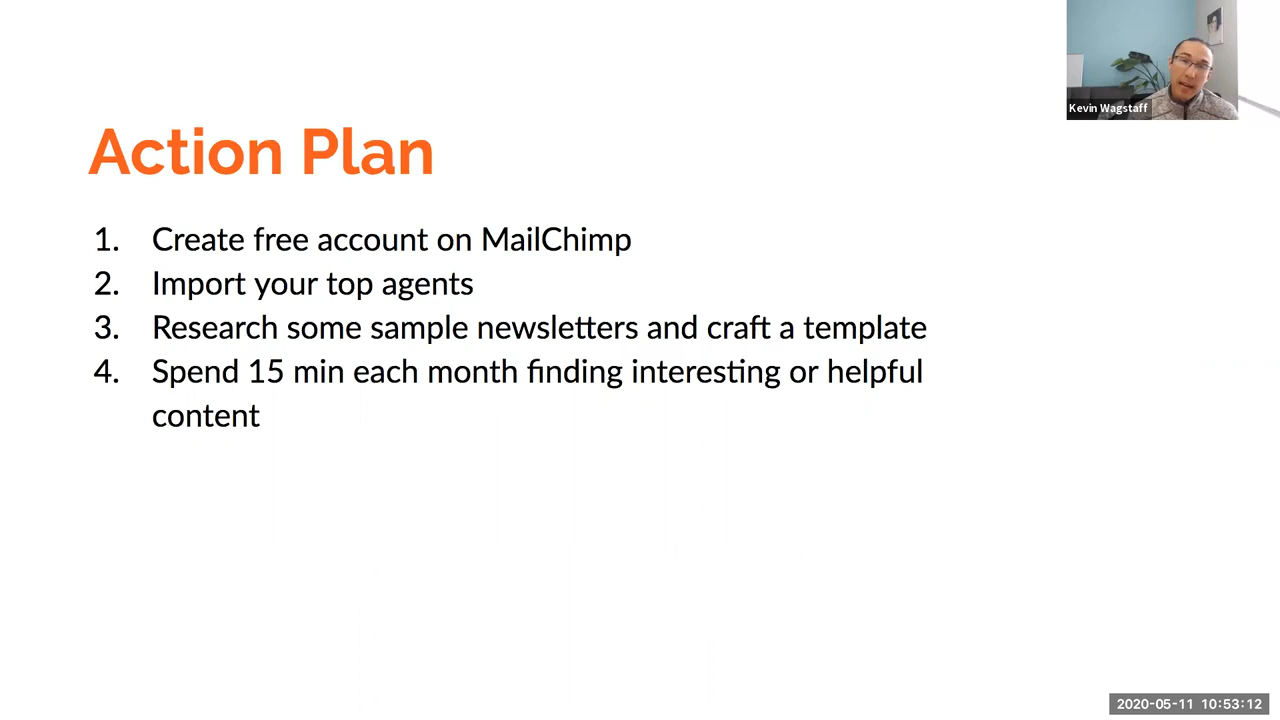 Kevin Wagstaff
Action Plan
1. Create free account on MailChimp
2. Import your top agents
3. Research some sample newsletters and craft a template
4. Spend 15 min each month finding interesting or helpful
content
2020-05-11 10:53:12